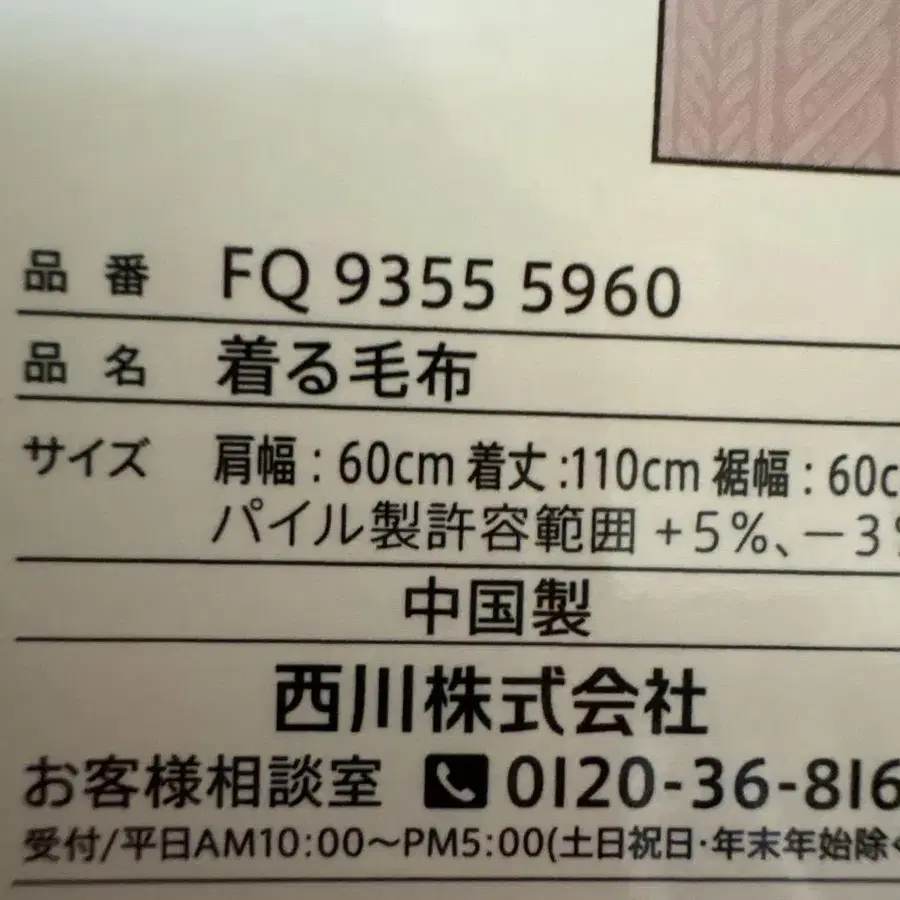 品番 FQ 9355 5960
品名 着る毛布
サイズ 肩幅：60cm 着丈：110cm 裾幅：60c
パイル製許容範囲 +5%、−3
中国製
西川株式会社
お客様相談室 0120-36-816
受付/平日AM10:00～PM5:00(土日祝日・年末年始除